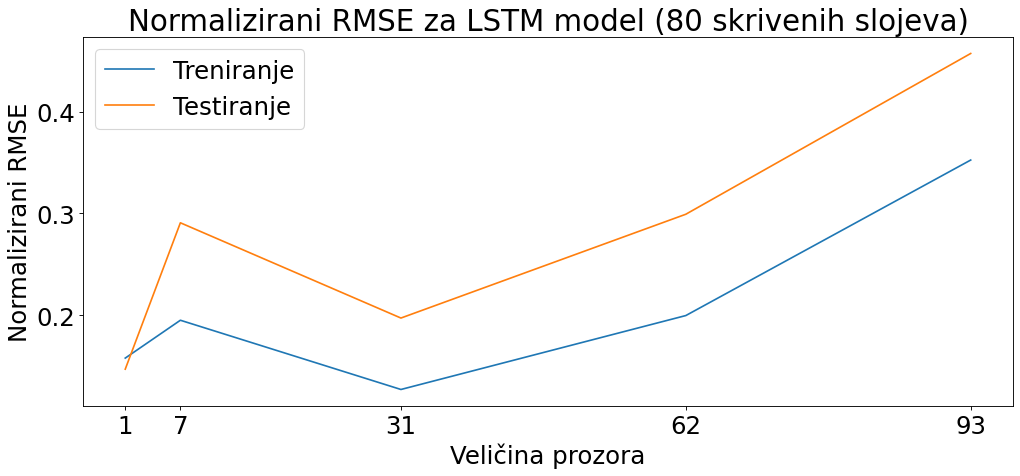 Normalizirani RMSE za LSTM model (80 skrivenih slojeva)
Treniranje
Testiranje
Normalizirani RMSE
0.4
0.3
0.2
1 7 31 62 93
Veličina prozora